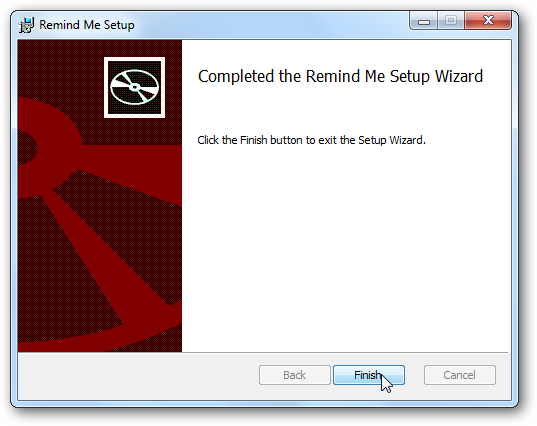 Remind Me Setup
Completed the Remind Me Setup Wizard
Click the Finish button to exit the Setup Wizard.
Back
Finish
Cancel